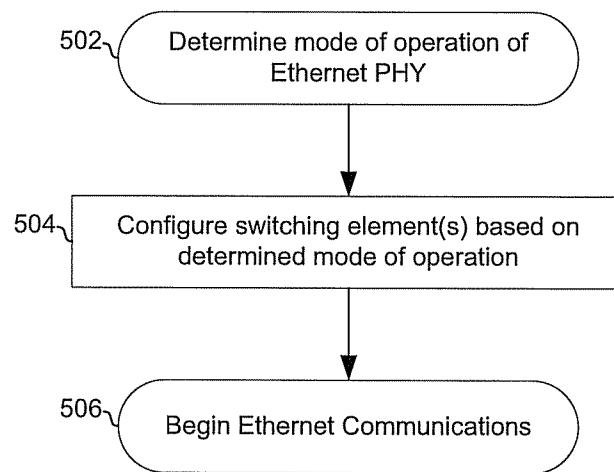 502
Determine mode of operation of
Ethernet PHY
504
Configure switching element(s) based on
determined mode of operation
506
Begin Ethernet Communications